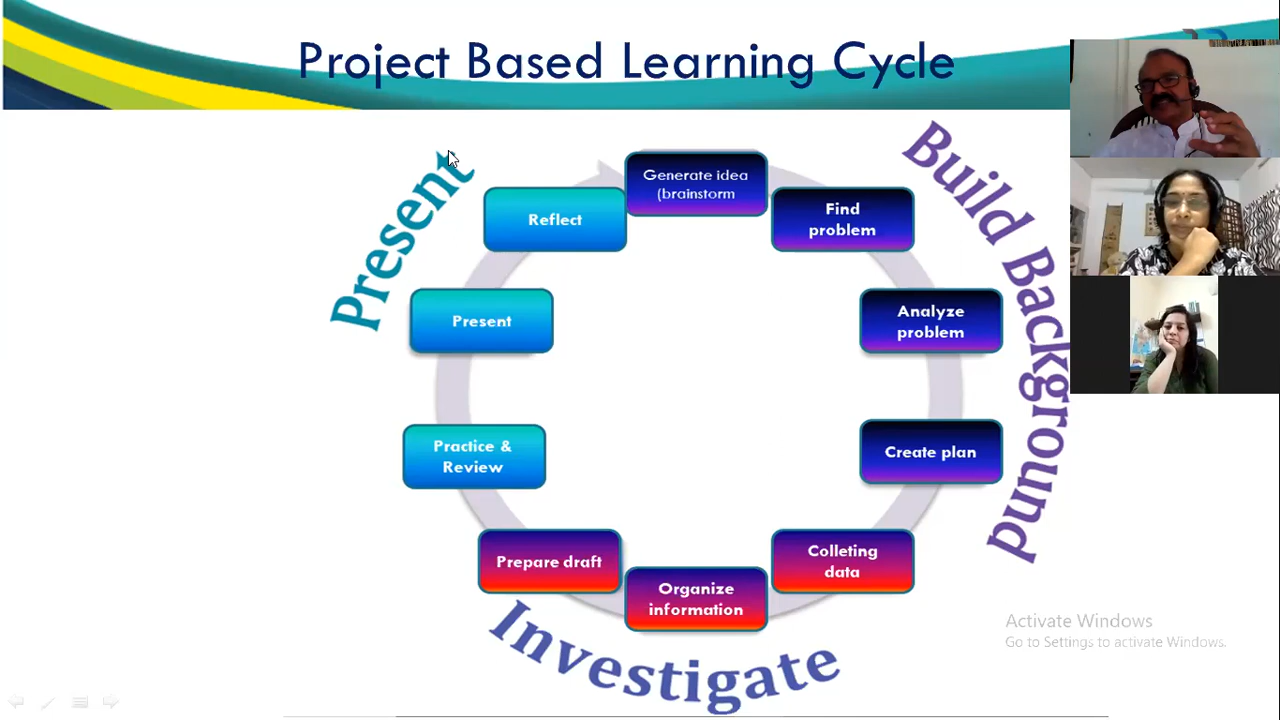 Project Based Learning Cycle
Generate idea
(brainstorm
Find
problem
Analyze
problem
Create plan
Colleting
data
Organize
information
Prepare draft
Practice &
Review
Present
Reflect
Build Background
Investigate
Present
Activate Windows
Go to Settings to activate Windows.